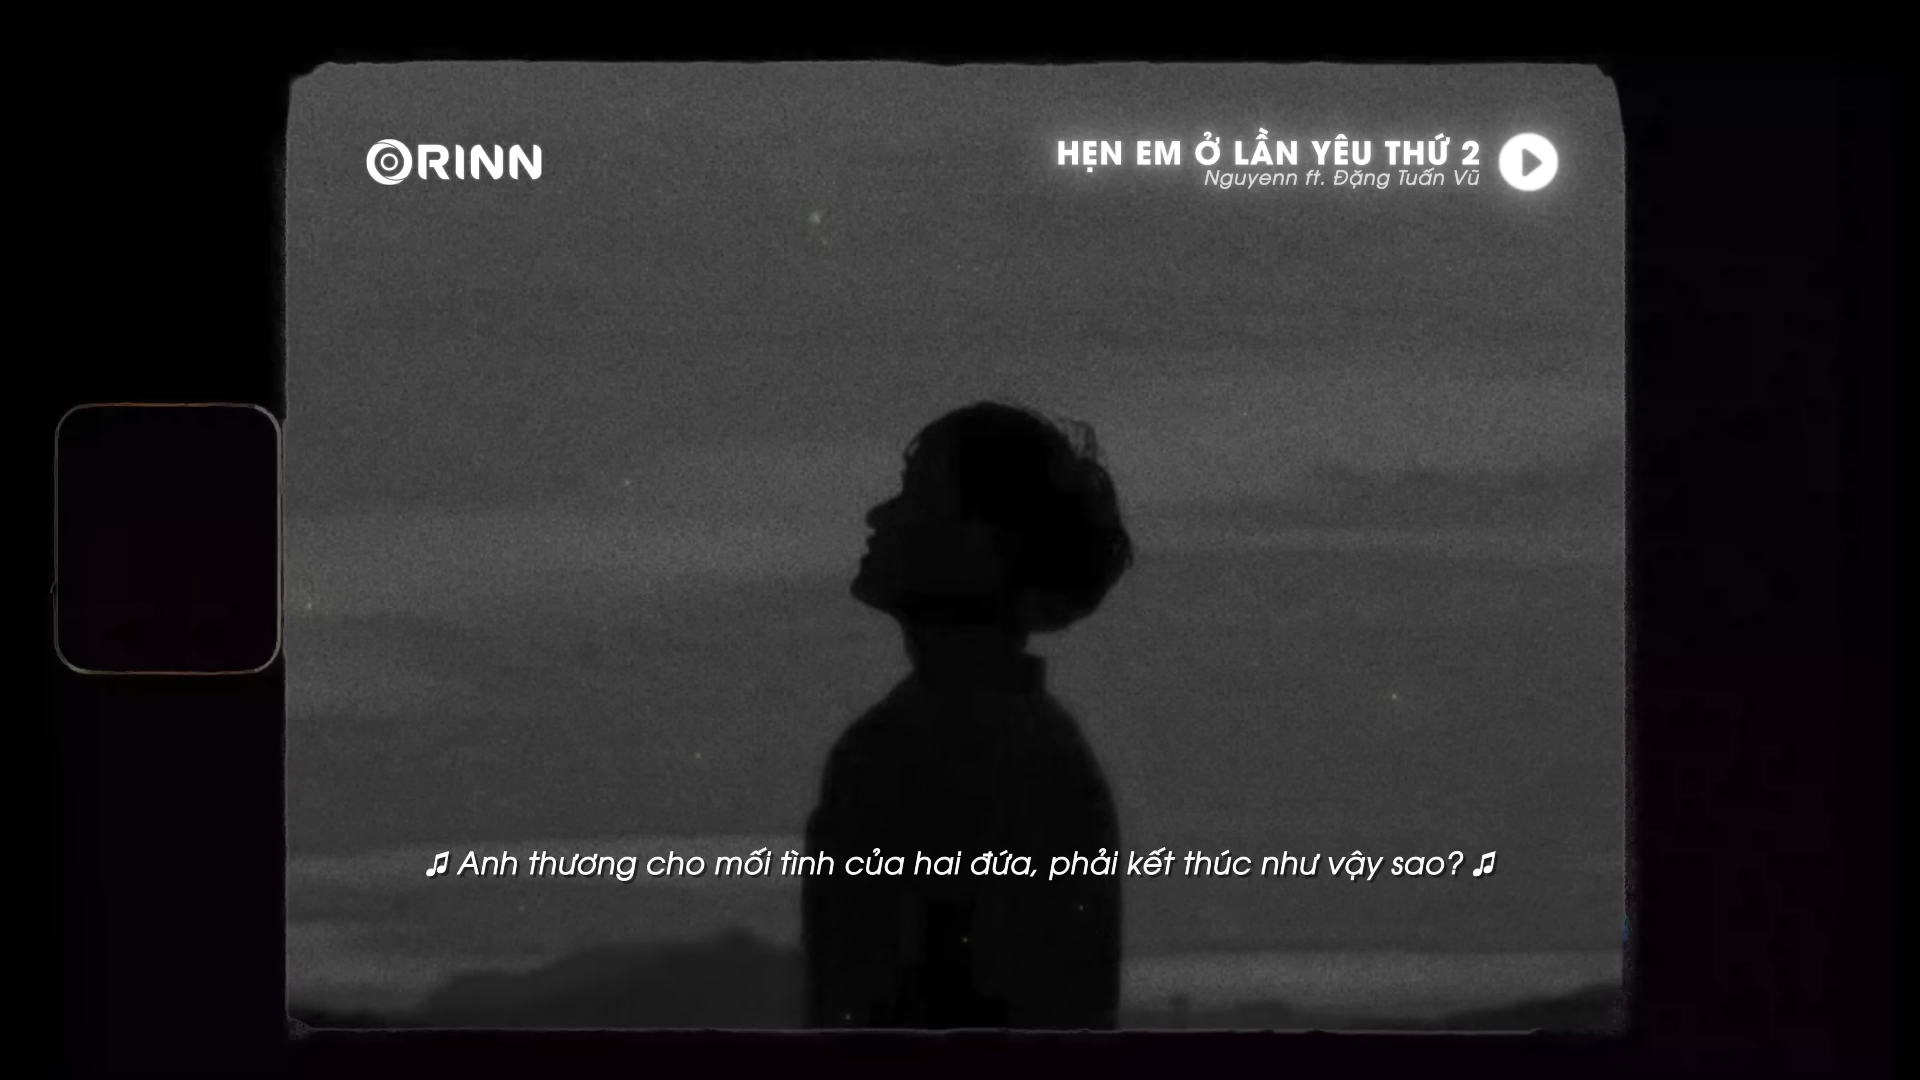 ORINN
HẸN EM Ở LẦN YÊU THỨ 2
Nguyenn ft. Đặng Tuấn Vũ
♫ Anh thương cho mối tình của hai đứa, phải kết thúc như vậy sao? ♫